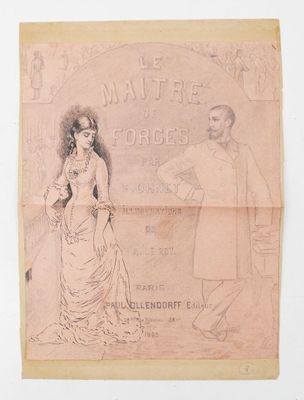 LE
MAITRE
DE
FORGES
PAR
G. OHNET
ILLUSTRATIONS
DE
PARIS
PAUL OLLENDORFF, Editeur